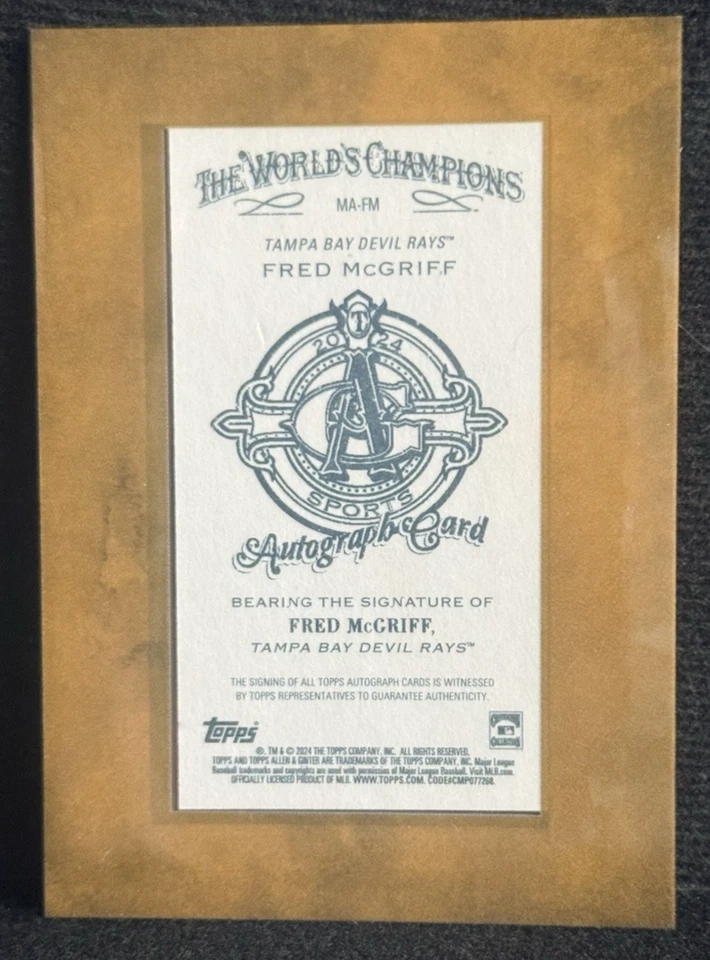 THE WORLD'S CHAMPIONS
MA-FM
TAMPA BAY DEVIL RAYS™
FRED McGRIFF
T
20 24
A&G
SPORTS
Autograph Card
BEARING THE SIGNATURE OF
FRED McGRIFF,
TAMPA BAY DEVIL RAYS™
THE SIGNING OF ALL TOPPS AUTOGRAPH CARDS IS WITNESSED
BY TOPPS REPRESENTATIVES TO GUARANTEE AUTHENTICITY.
topps®
®, TM & © 2024 THE TOPPS COMPANY, INC. ALL RIGHTS RESERVED.
TOPPS AND TOPPS ALLEN & GINTER ARE TRADEMARKS OF THE TOPPS COMPANY, INC. Major League
Baseball trademarks and copyrights are used with permission of Major League Baseball. Visit MLB.com.
OFFICIALLY LICENSED PRODUCT OF MLB. WWW.TOPPS.COM. CODE#CMP077268.